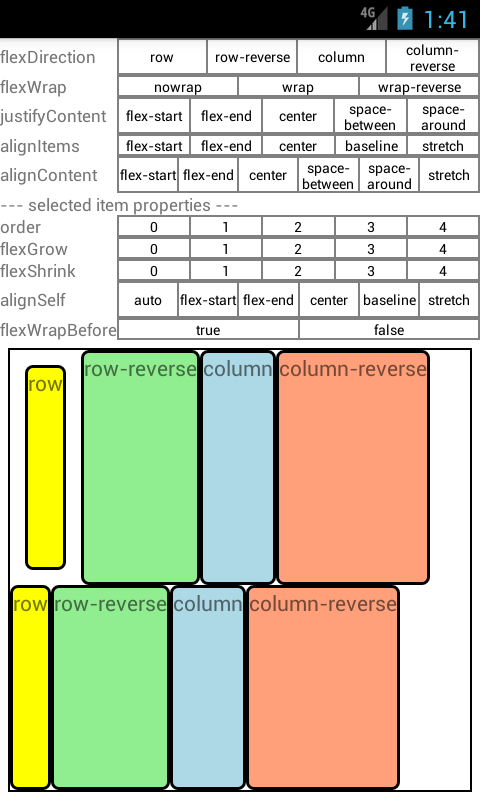 4G 1:41
flexDirection row row-reverse column column-
reverse
flexWrap nowrap wrap wrap-reverse
justifyContent flex-start flex-end center space-
between space-
around
alignItems flex-start flex-end center baseline stretch
alignContent flex-start flex-end center space-
between space-
around stretch
--- selected item properties ---
order 0 1 2 3 4
flexGrow 0 1 2 3 4
flexShrink 0 1 2 3 4
alignSelf auto flex-start flex-end center baseline stretch
flexWrapBefore true false
row row-reverse column column-reverse
row row-reverse column column-reverse